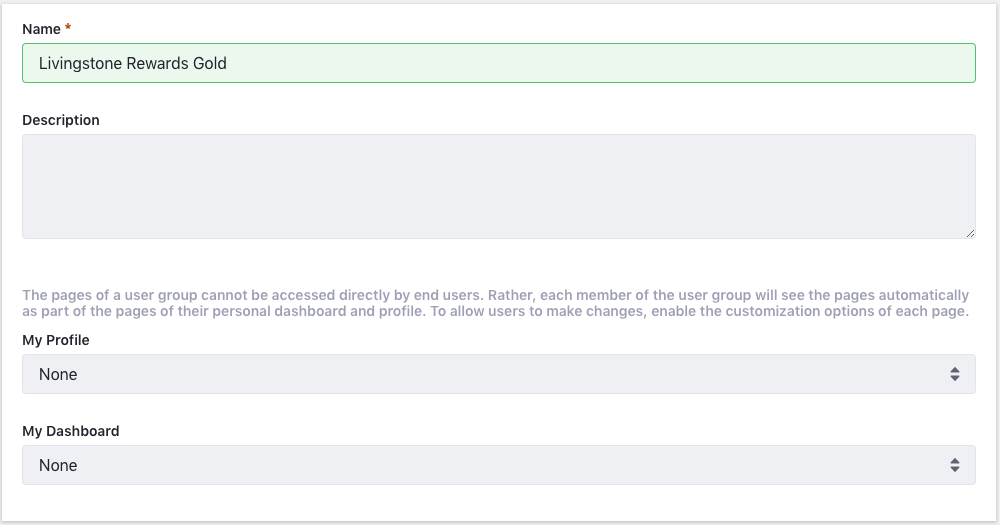 Name *
Livingstone Rewards Gold
Description
The pages of a user group cannot be accessed directly by end users. Rather, each member of the user group will see the pages automatically
as part of the pages of their personal dashboard and profile. To allow users to make changes, enable the customization options of each page.
My Profile
None
My Dashboard
None